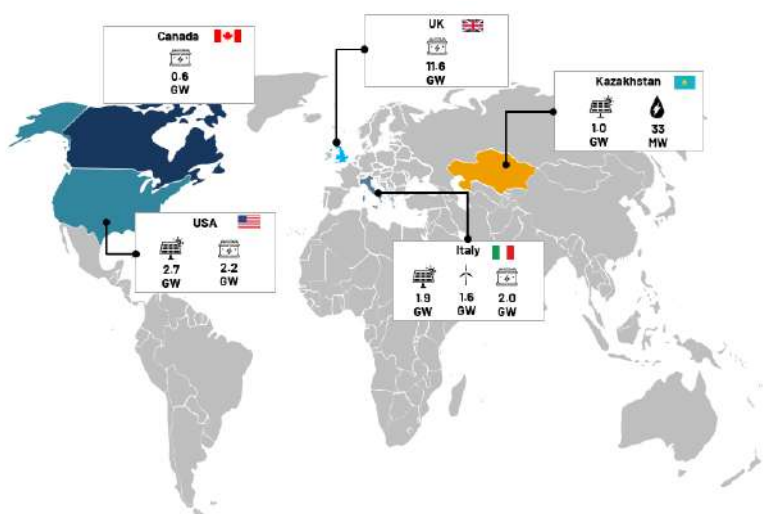 Canada
0.6
GW
UK
11.6
GW
Kazakhstan
1.0
GW
33
MW
USA
2.7
GW
2.2
GW
Italy
1.9
GW
1.6
GW
2.0
GW